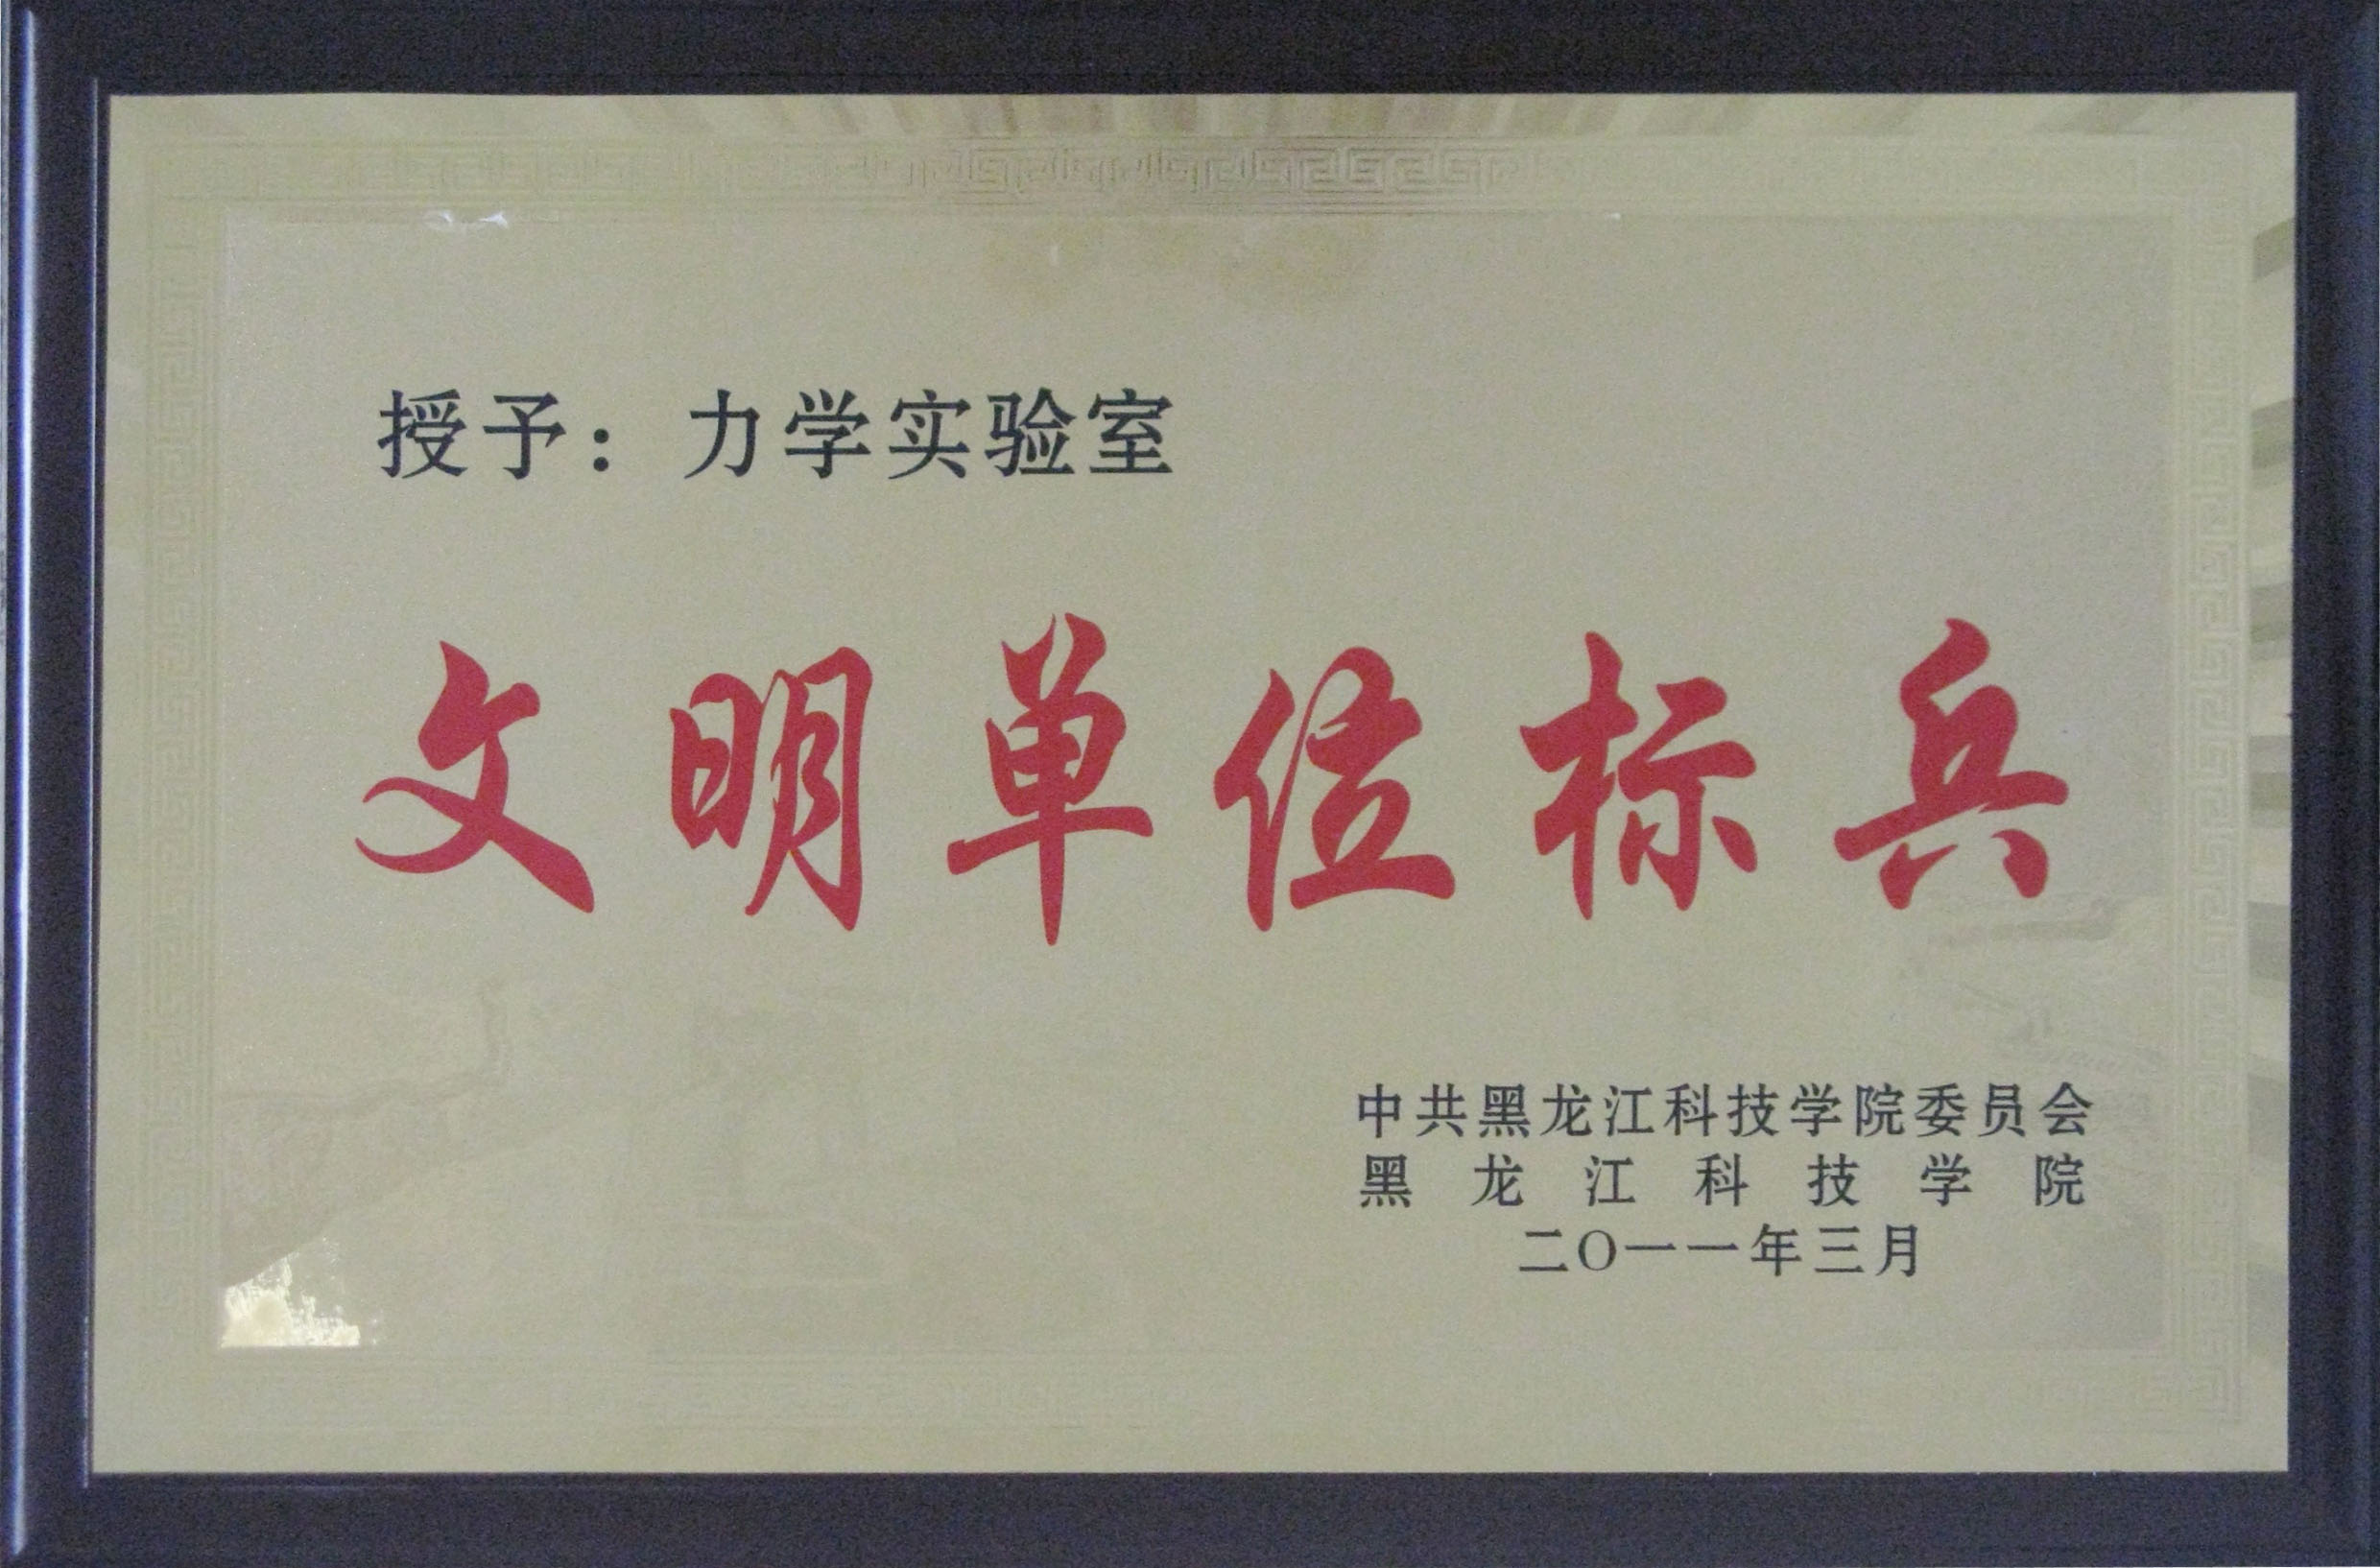 授予：力学实验室
文明单位标兵
中共黑龙江科技学院委员会
黑龙江科技学院
二〇一一年三月